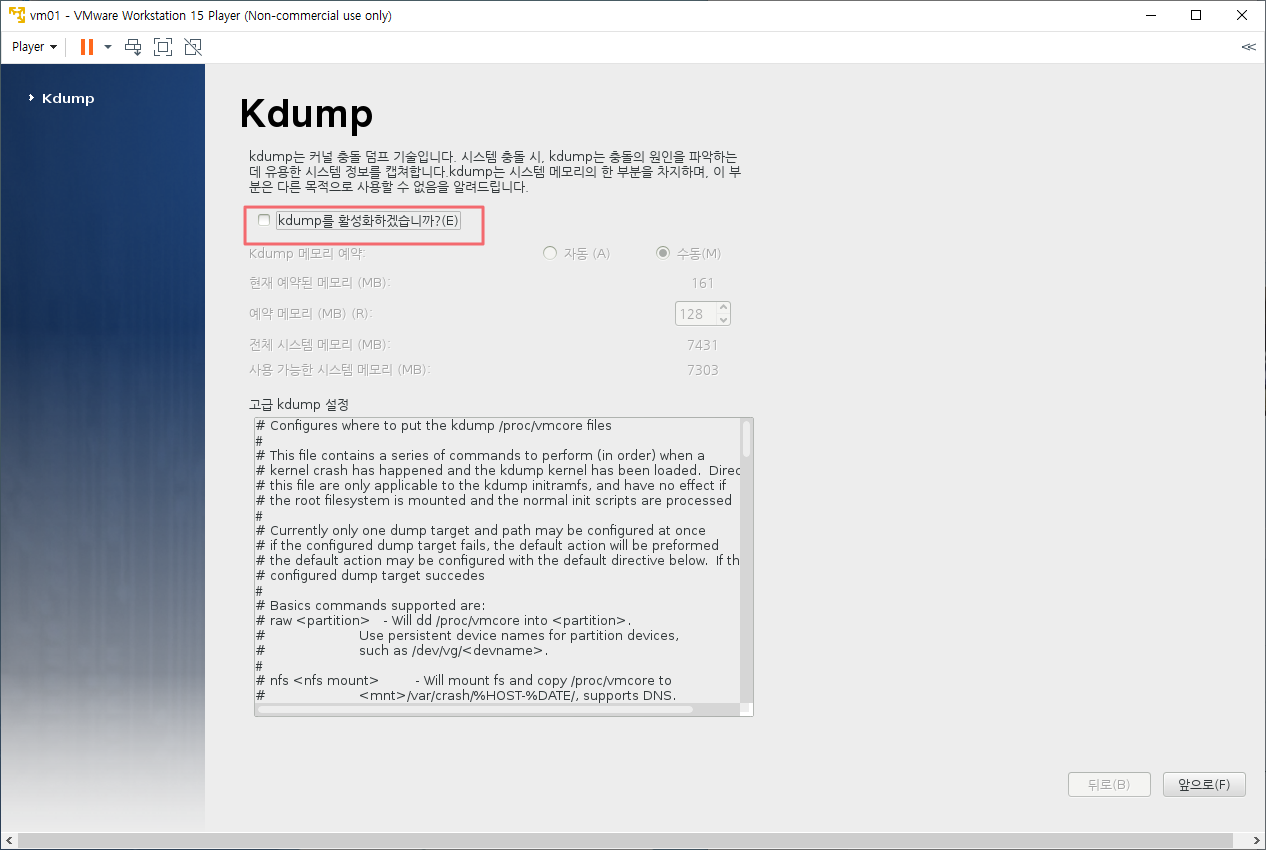 vm01 - VMware Workstation 15 Player (Non-commercial use only)
Player
Kdump
Kdump
kdump는 커널 충돌 덤프 기술입니다. 시스템 충돌 시, kdump는 충돌의 원인을 파악하는
데 유용한 시스템 정보를 캡쳐합니다.kdump는 시스템 메모리의 한 부분을 차지하며, 이 부
분은 다른 목적으로 사용할 수 없음을 알려드립니다.
kdump를 활성화하겠습니까?(E)
Kdump 메모리 예약: 자동 (A) 수동(M)
현재 예약된 메모리 (MB): 161
예약 메모리 (MB) (R): 128
전체 시스템 메모리 (MB): 7431
사용 가능한 시스템 메모리 (MB): 7303
고급 kdump 설정
# Configures where to put the kdump /proc/vmcore files
#
# This file contains a series of commands to perform (in order) when a
# kernel crash has happened and the kdump kernel has been loaded.  Direc
# this file are only applicable to the kdump initramfs, and have no effect if
# the root filesystem is mounted and the normal init scripts are processed
#
# Currently only one dump target and path may be configured at once
# if the configured dump target fails, the default action will be preformed
# the default action may be configured with the default directive below.  If th
# configured dump target succedes
#
# Basics commands supported are:
# raw <partition>   - Will dd /proc/vmcore into <partition>.
# Use persistent device names for partition devices,
# such as /dev/vg/<devname>.
#
# nfs <nfs mount> - Will mount fs and copy /proc/vmcore to
# <mnt>/var/crash/%HOST-%DATE/, supports DNS.
뒤로(B) 앞으로(F)